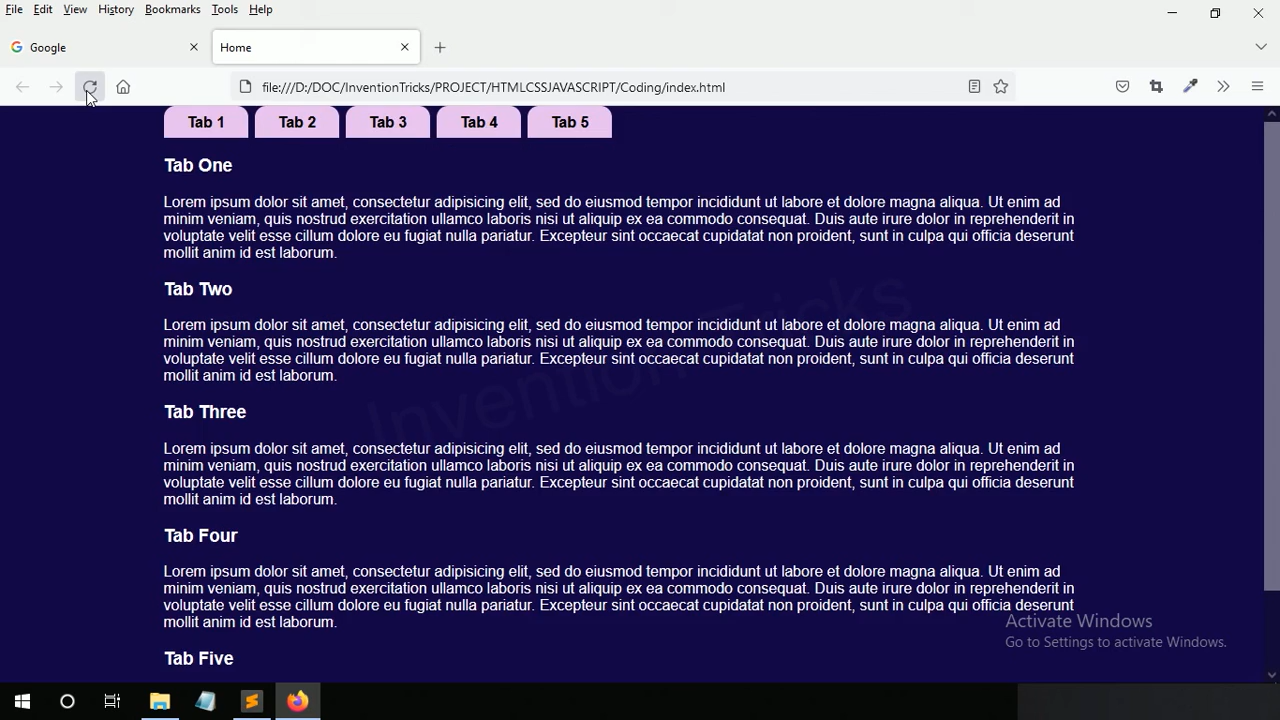 File Edit View History Bookmarks Tools Help
Google
Home
file:///D:/DOC/InventionTricks/PROJECT/HTMLCSSJAVASCRIPT/Coding/index.html
Tab 1 Tab 2 Tab 3 Tab 4 Tab 5
Tab One
Lorem ipsum dolor sit amet, consectetur adipisicing elit, sed do eiusmod tempor incididunt ut labore et dolore magna aliqua. Ut enim ad
minim veniam, quis nostrud exercitation ullamco laboris nisi ut aliquip ex ea commodo consequat. Duis aute irure dolor in reprehenderit in
voluptate velit esse cillum dolore eu fugiat nulla pariatur. Excepteur sint occaecat cupidatat non proident, sunt in culpa qui officia deserunt
mollit anim id est laborum.
Tab Two
Lorem ipsum dolor sit amet, consectetur adipisicing elit, sed do eiusmod tempor incididunt ut labore et dolore magna aliqua. Ut enim ad
minim veniam, quis nostrud exercitation ullamco laboris nisi ut aliquip ex ea commodo consequat. Duis aute irure dolor in reprehenderit in
voluptate velit esse cillum dolore eu fugiat nulla pariatur. Excepteur sint occaecat cupidatat non proident, sunt in culpa qui officia deserunt
mollit anim id est laborum.
InventionTricks
Tab Three
Lorem ipsum dolor sit amet, consectetur adipisicing elit, sed do eiusmod tempor incididunt ut labore et dolore magna aliqua. Ut enim ad
minim veniam, quis nostrud exercitation ullamco laboris nisi ut aliquip ex ea commodo consequat. Duis aute irure dolor in reprehenderit in
voluptate velit esse cillum dolore eu fugiat nulla pariatur. Excepteur sint occaecat cupidatat non proident, sunt in culpa qui officia deserunt
mollit anim id est laborum.
Tab Four
Lorem ipsum dolor sit amet, consectetur adipisicing elit, sed do eiusmod tempor incididunt ut labore et dolore magna aliqua. Ut enim ad
minim veniam, quis nostrud exercitation ullamco laboris nisi ut aliquip ex ea commodo consequat. Duis aute irure dolor in reprehenderit in
voluptate velit esse cillum dolore eu fugiat nulla pariatur. Excepteur sint occaecat cupidatat non proident, sunt in culpa qui officia deserunt
mollit anim id est laborum.
Tab Five
Activate Windows
Go to Settings to activate Windows.